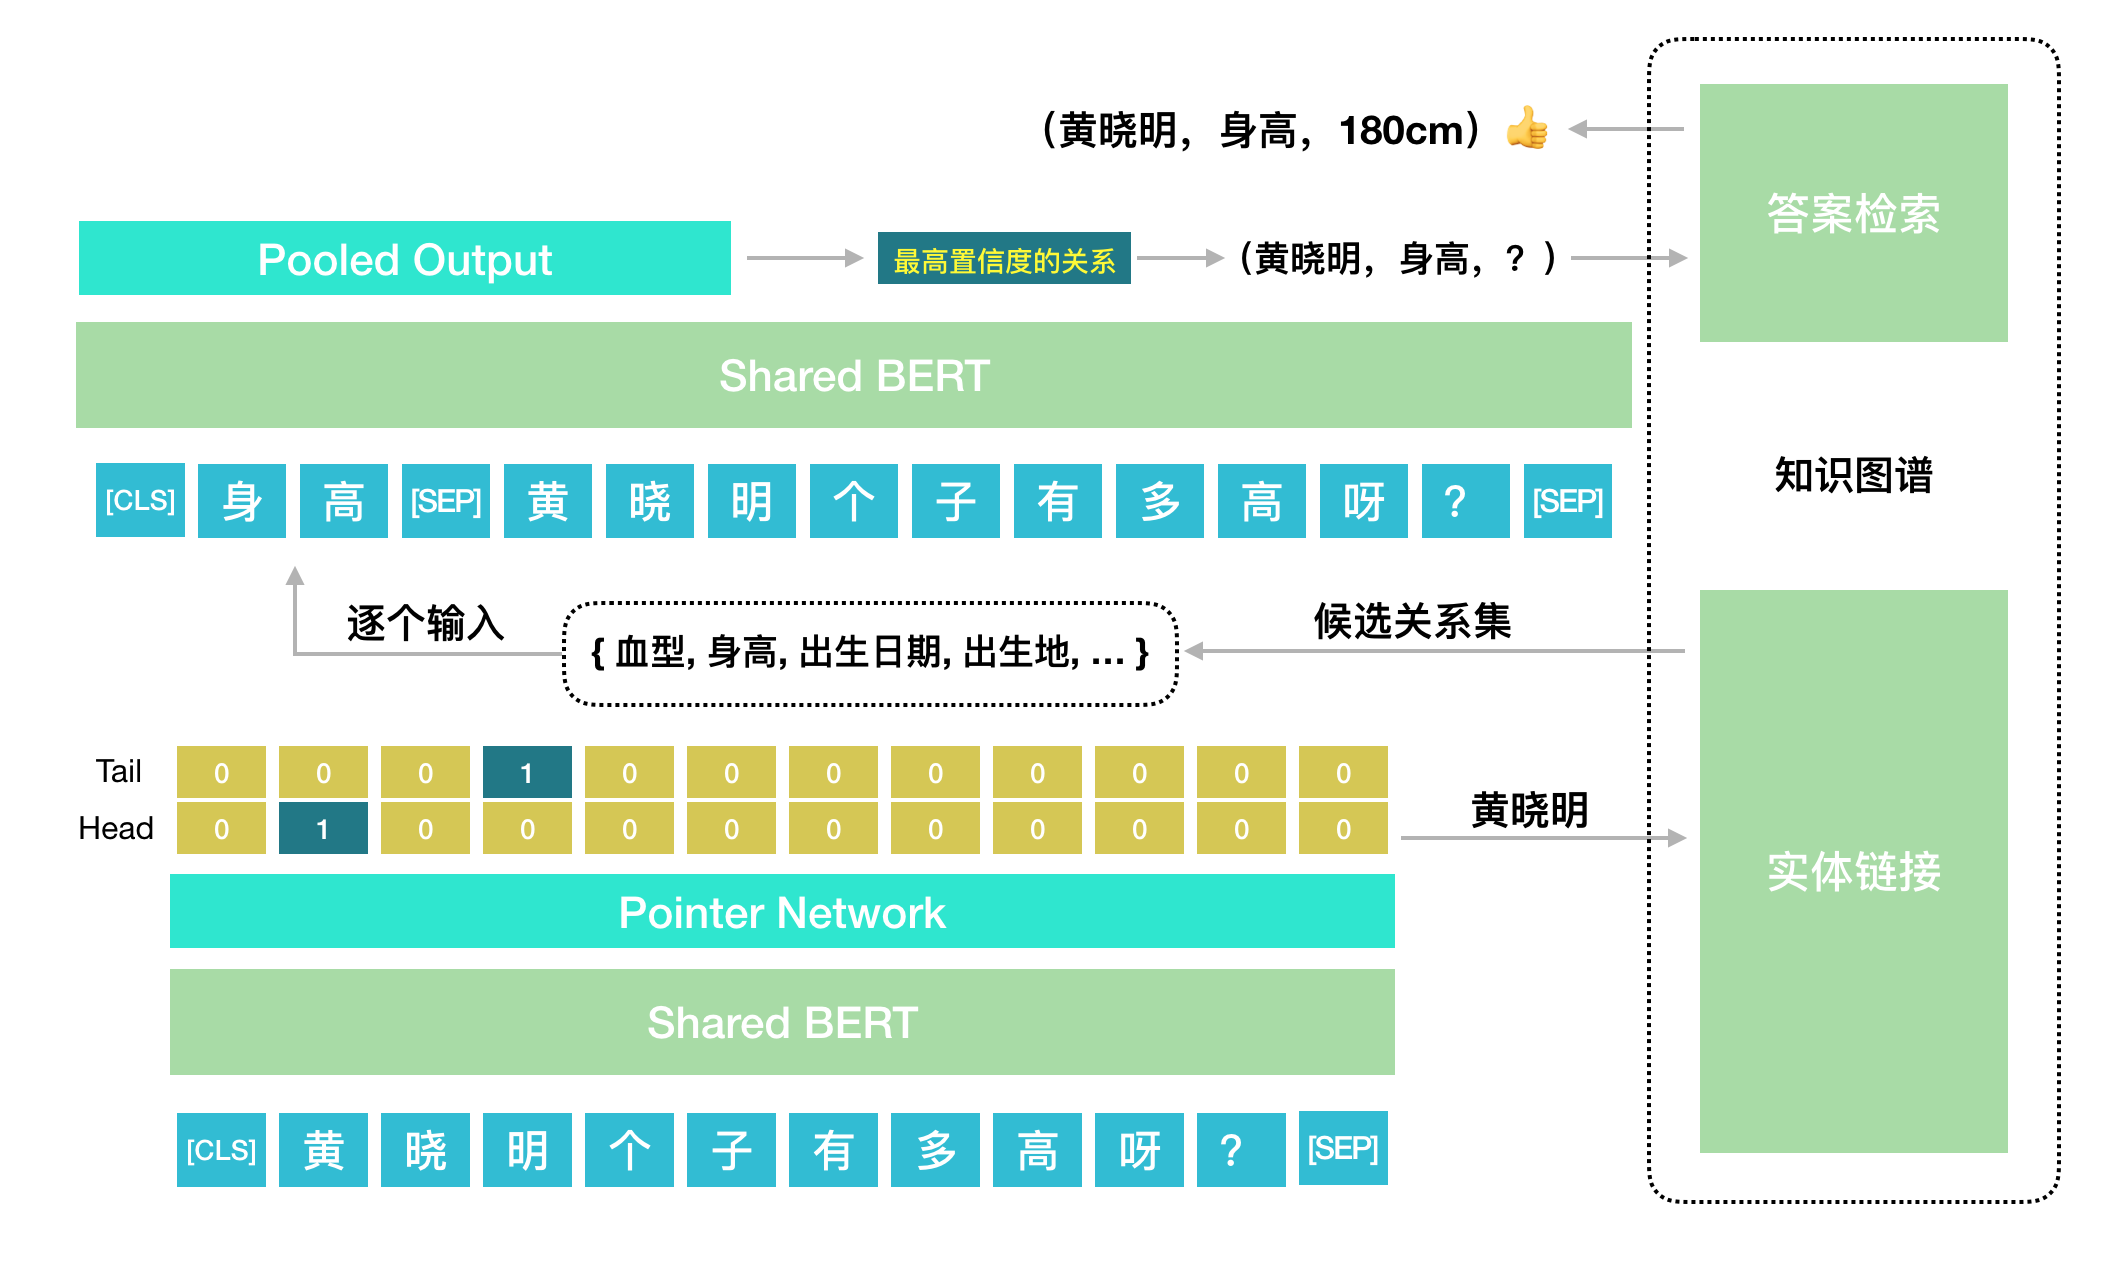 （黄晓明，身高，180cm）
答案检索
Pooled Output
最高置信度的关系
（黄晓明，身高，？）
Shared BERT
知识图谱
[CLS] 身 高 [SEP] 黄 晓 明 个 子 有 多 高 呀 ？ [SEP]
逐个输入
{ 血型, 身高, 出生日期, 出生地, ... }
候选关系集
Tail 0 0 0 1 0 0 0 0 0 0 0 0
Head 0 1 0 0 0 0 0 0 0 0 0 0
黄晓明
实体链接
Pointer Network
Shared BERT
[CLS] 黄 晓 明 个 子 有 多 高 呀 ？ [SEP]